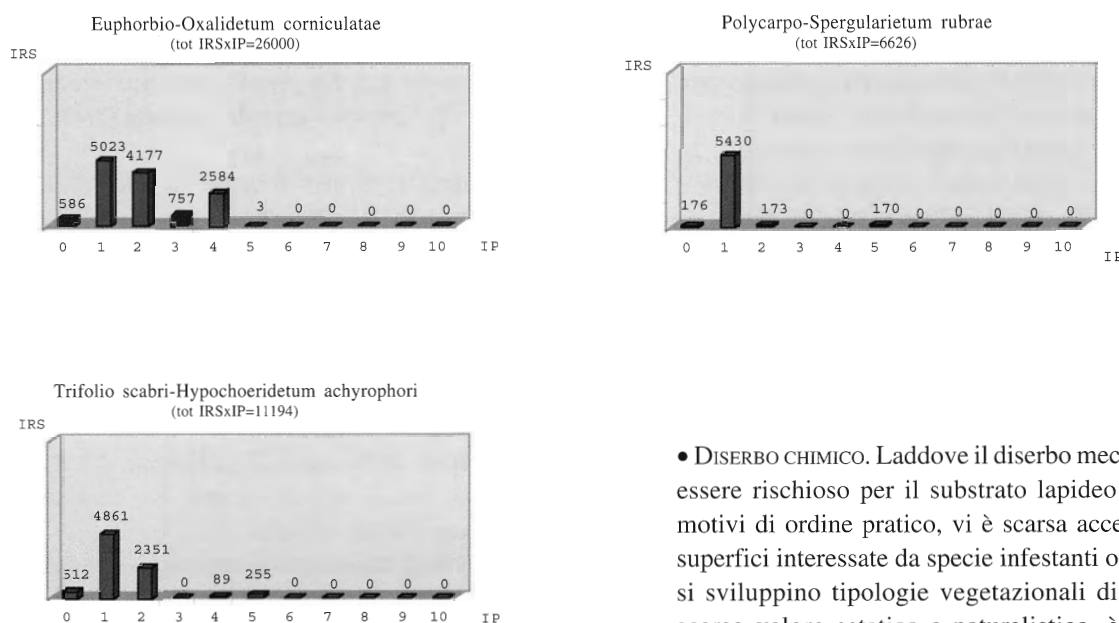 Euphorbio-Oxalidetum corniculatae
(tot IRSxIP=26000)
IRS
586 5023 4177 757 2584 3 0 0 0 0 0
0 1 2 3 4 5 6 7 8 9 10 IP
Polycarpo-Spergularietum rubrae
(tot IRSxIP=6626)
IRS
176 5430 173 0 0 170 0 0 0 0 0
0 1 2 3 4 5 6 7 8 9 10 IP
Trifolio scabri-Hypochoeridetum achyrophori
(tot IRSxIP=11194)
IRS
512 4861 2351 0 89 255 0 0 0 0 0
0 1 2 3 4 5 6 7 8 9 10 IP
• DISERBO CHIMICO. Laddove il diserbo mec
essere rischioso per il substrato lapideo
motivi di ordine pratico, vi è scarsa acce
superfici interessate da specie infestanti o
si sviluppino tipologie vegetazionali di